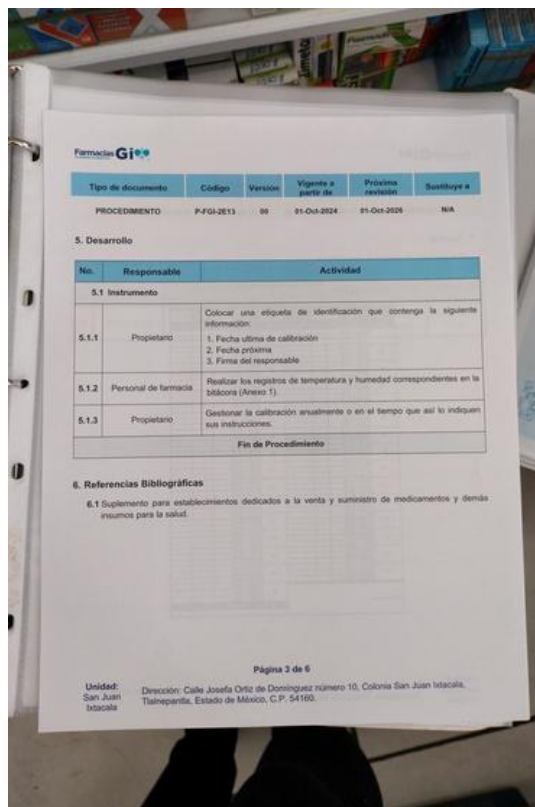 Farmacias Gi
Tipo de documento Código Versión Vigente a partir de Próxima revisión Sustituye a
PROCEDIMIENTO P-FGI-2E13 00 01-Oct-2024 01-Oct-2026 N/A
5. Desarrollo
No. Responsable Actividad
5.1 Instrumento
5.1.1 Propietario Colocar una etiqueta de identificación que contenga la siguiente
información:
1. Fecha ultima de calibración
2. Fecha próxima
3. Firma del responsable
5.1.2 Personal de farmacia Realizar los registros de temperatura y humedad correspondientes en la
bitácora (Anexo 1).
5.1.3 Propietario Gestionar la calibración anualmente o en el tiempo que así lo indiquen
sus instrucciones.
Fin de Procedimiento
6. Referencias Bibliográficas
6.1 Suplemento para establecimientos dedicados a la venta y suministro de medicamentos y demás
insumos para la salud.
Página 3 de 6
Unidad:
San Juan
Ixtacala
Dirección: Calle Josefa Ortiz de Domínguez número 10, Colonia San Juan Ixtacala,
Tlalnepantla, Estado de México, C.P. 54160.